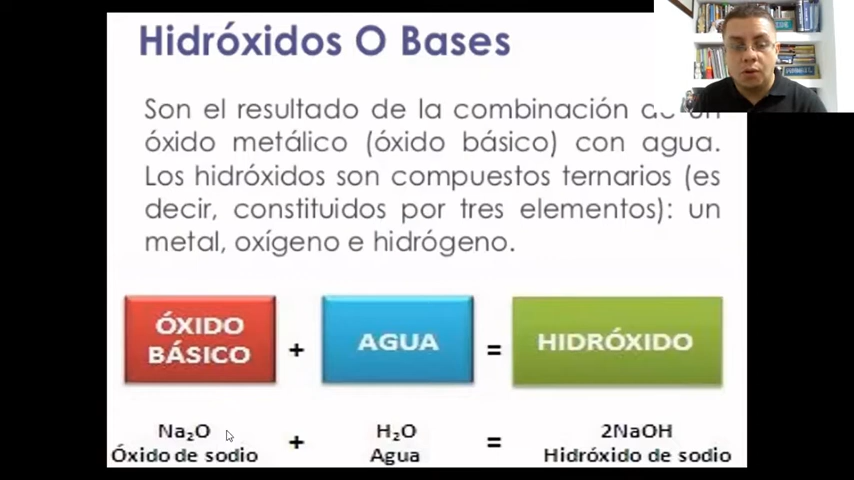 Hidróxidos O Bases
Son el resultado de la combinación de un
óxido metálico (óxido básico) con agua.
Los hidróxidos son compuestos ternarios (es
decir, constituidos por tres elementos): un
metal, oxígeno e hidrógeno.
ÓXIDO
BÁSICO
+
AGUA
=
HIDRÓXIDO
Na₂O
+
H₂O
=
2NaOH
Óxido de sodio
Agua
Hidróxido de sodio